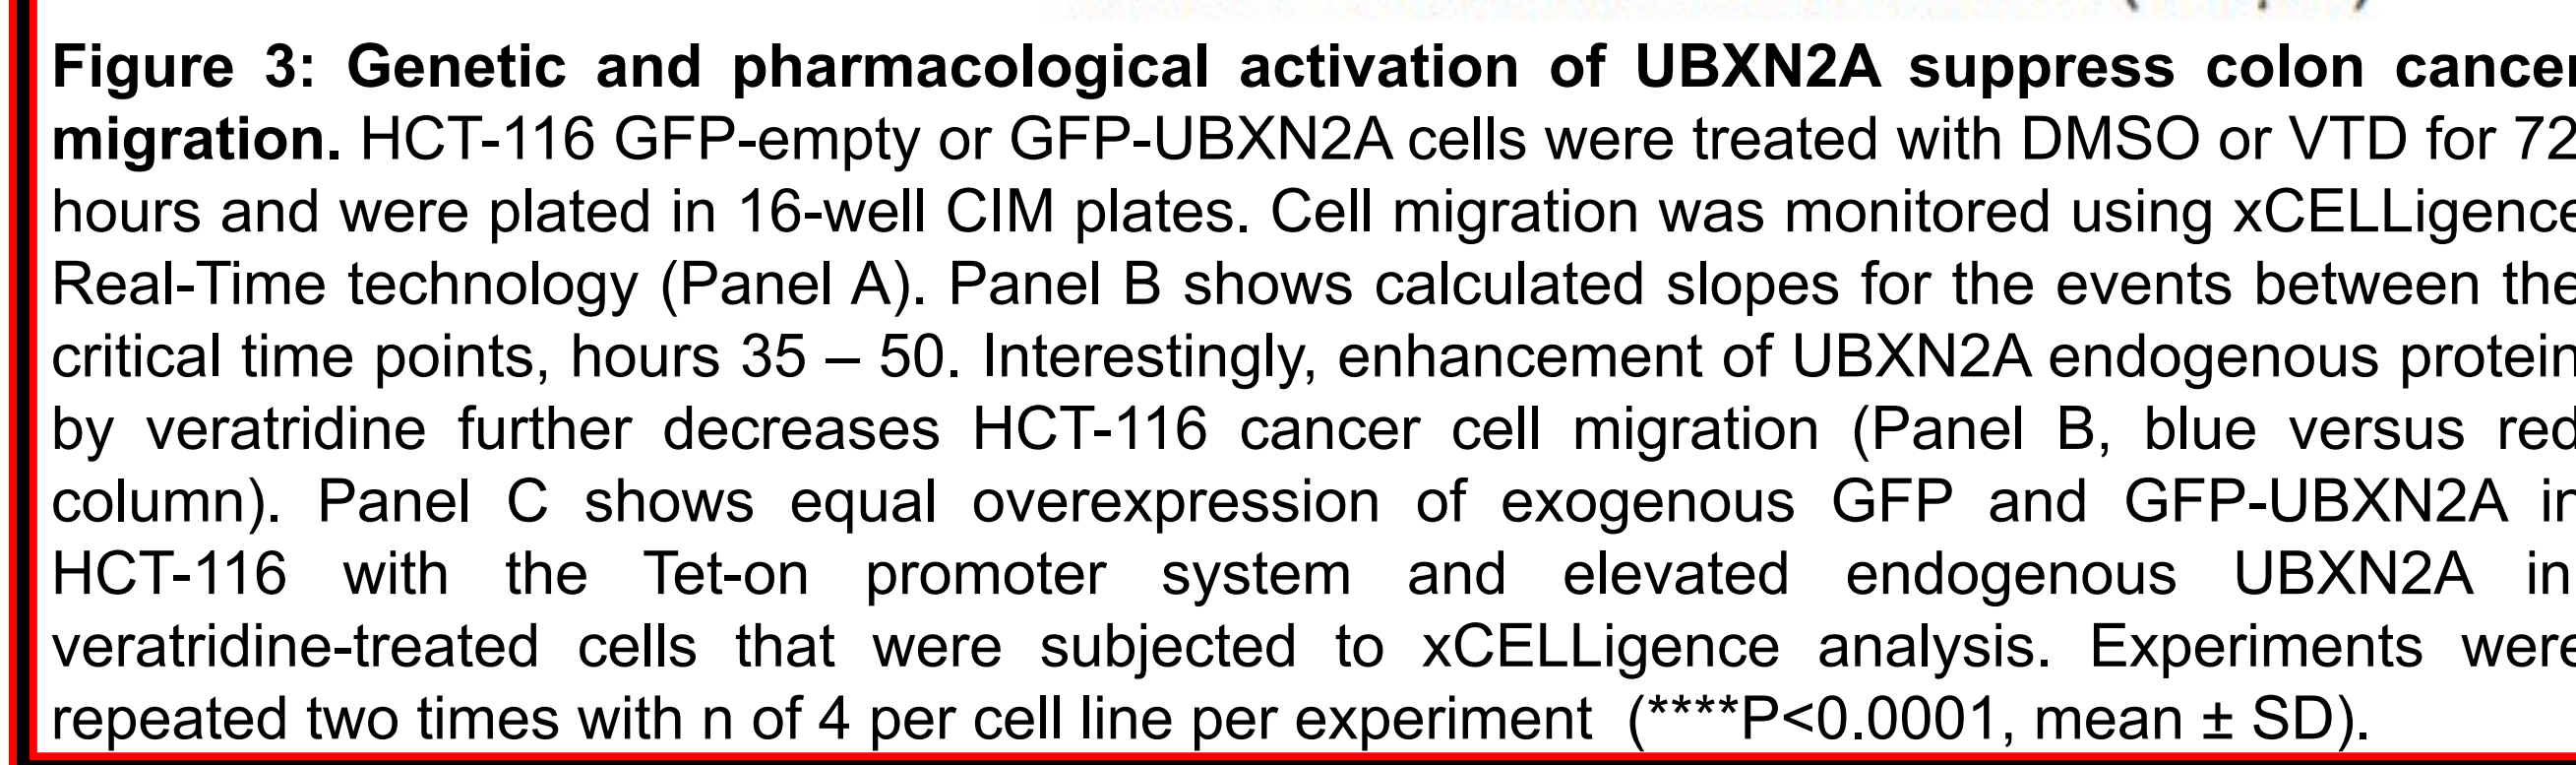 Figure 3: Genetic and pharmacological activation of UBXN2A suppress colon cancer
migration. HCT-116 GFP-empty or GFP-UBXN2A cells were treated with DMSO or VTD for 72
hours and were plated in 16-well CIM plates. Cell migration was monitored using xCELLigence
Real-Time technology (Panel A). Panel B shows calculated slopes for the events between the
critical time points, hours 35 – 50. Interestingly, enhancement of UBXN2A endogenous protein
by veratridine further decreases HCT-116 cancer cell migration (Panel B, blue versus red
column). Panel C shows equal overexpression of exogenous GFP and GFP-UBXN2A in
HCT-116 with the Tet-on promoter system and elevated endogenous UBXN2A in
veratridine-treated cells that were subjected to xCELLigence analysis. Experiments were
repeated two times with n of 4 per cell line per experiment (****P<0.0001, mean ± SD).